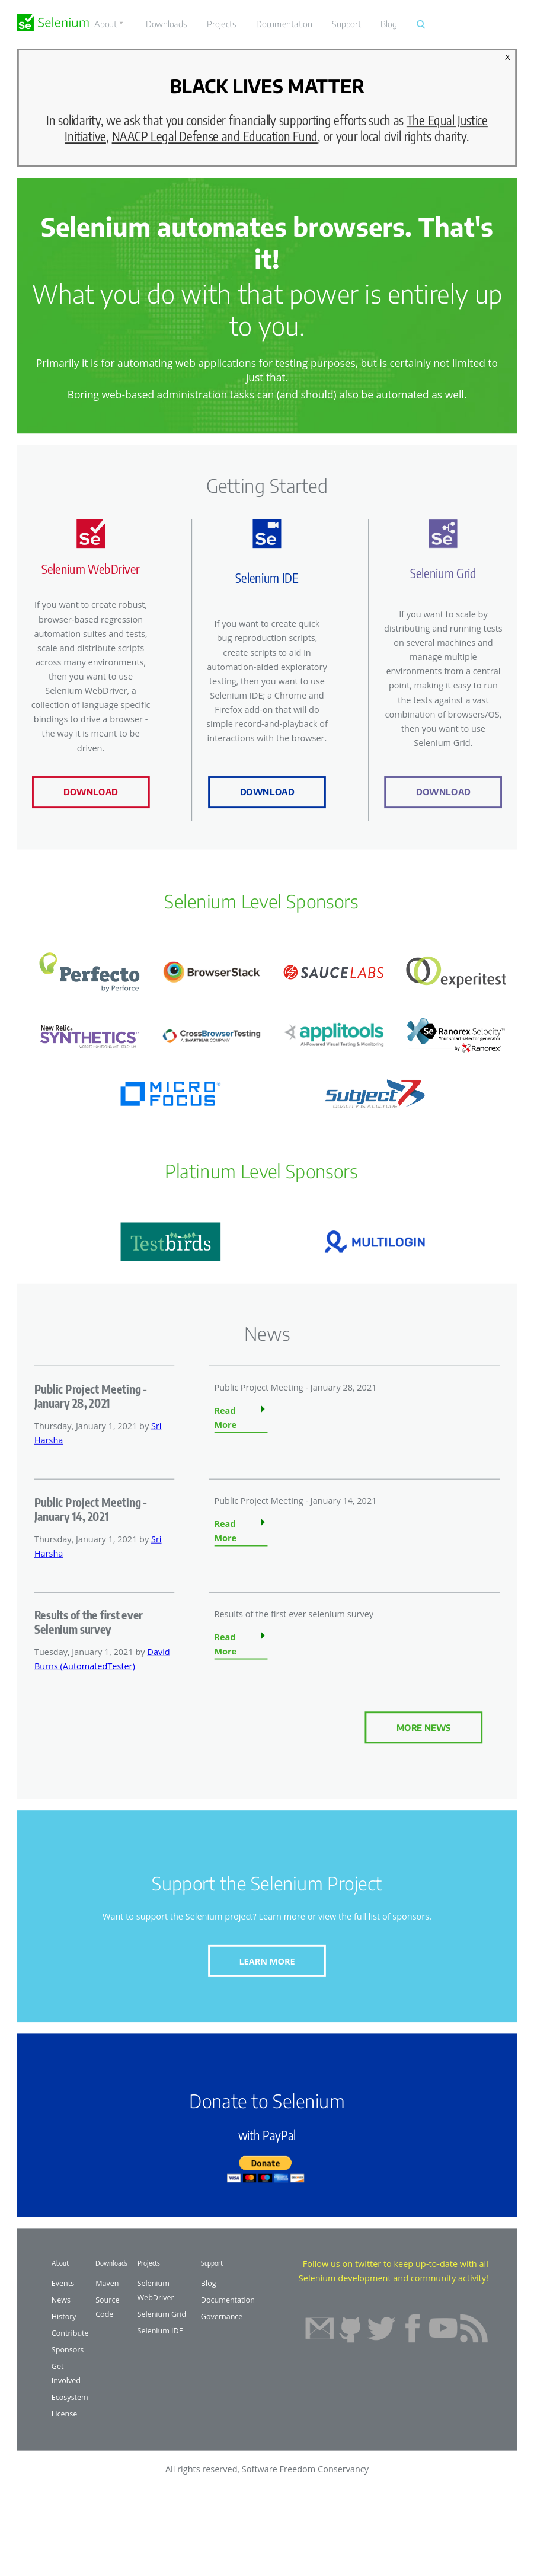 Se Selenium
About
Downloads
Projects
Documentation
Support
Blog
X
BLACK LIVES MATTER
In solidarity, we ask that you consider financially supporting efforts such as The Equal Justice
Initiative, NAACP Legal Defense and Education Fund, or your local civil rights charity.
Selenium automates browsers. That's
it!
What you do with that power is entirely up
to you.
Primarily it is for automating web applications for testing purposes, but is certainly not limited to
just that.
Boring web-based administration tasks can (and should) also be automated as well.
Getting Started
Se
Selenium WebDriver
If you want to create robust,
browser-based regression
automation suites and tests,
scale and distribute scripts
across many environments,
then you want to use
Selenium WebDriver, a
collection of language specific
bindings to drive a browser -
the way it is meant to be
driven.
DOWNLOAD
Se
Selenium IDE
If you want to create quick
bug reproduction scripts,
create scripts to aid in
automation-aided exploratory
testing, then you want to use
Selenium IDE; a Chrome and
Firefox add-on that will do
simple record-and-playback of
interactions with the browser.
DOWNLOAD
Se
Selenium Grid
If you want to scale by
distributing and running tests
on several machines and
manage multiple
environments from a central
point, making it easy to run
the tests against a vast
combination of browsers/OS,
then you want to use
Selenium Grid.
DOWNLOAD
Selenium Level Sponsors
Perfecto
by Perforce
BrowserStack
SAUCE LABS
experitest
New Relic
SYNTHETICS™
CrossBrowserTesting
A SMARTBEAR COMPANY
applitools
AI-Powered Visual Testing & Monitoring
Se Ranorex Selocity™
Your smart selector generator
by Ranorex
MICRO
FOCUS
Subject7
QUALITY IS A CULTURE
Platinum Level Sponsors
Testbirds
MULTILOGIN
News
Public Project Meeting -
January 28, 2021
Thursday, January 1, 2021 by Sri
Harsha
Public Project Meeting - January 28, 2021
Read
More
Public Project Meeting -
January 14, 2021
Thursday, January 1, 2021 by Sri
Harsha
Public Project Meeting - January 14, 2021
Read
More
Results of the first ever
Selenium survey
Tuesday, January 1, 2021 by David
Burns (AutomatedTester)
Results of the first ever selenium survey
Read
More
MORE NEWS
Support the Selenium Project
Want to support the Selenium project? Learn more or view the full list of sponsors.
LEARN MORE
Donate to Selenium
with PayPal
Donate
VISA
About
Events
News
History
Contribute
Sponsors
Get
Involved
Ecosystem
License
Downloads
Maven
Source
Code
Projects
Selenium
WebDriver
Selenium Grid
Selenium IDE
Support
Blog
Documentation
Governance
Follow us on twitter to keep up-to-date with all
Selenium development and community activity!
All rights reserved, Software Freedom Conservancy